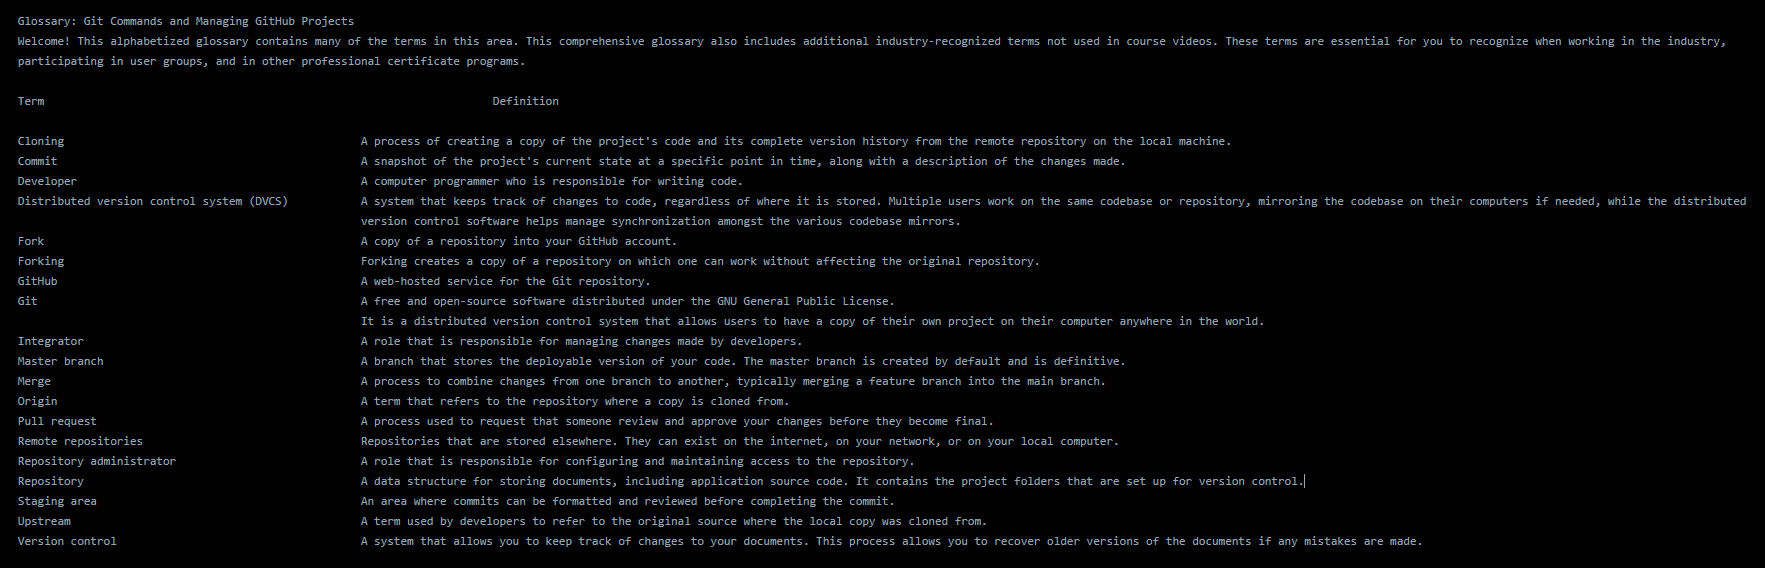 Glossary: Git Commands and Managing GitHub Projects
Welcome! This alphabetized glossary contains many of the terms in this area. This comprehensive glossary also includes additional industry-recognized terms not used in course videos. These terms are essential for you to recognize when working in the industry,
participating in user groups, and in other professional certificate programs.
Term Definition
Cloning A process of creating a copy of the project's code and its complete version history from the remote repository on the local machine.
Commit A snapshot of the project's current state at a specific point in time, along with a description of the changes made.
Developer A computer programmer who is responsible for writing code.
Distributed version control system (DVCS) A system that keeps track of changes to code, regardless of where it is stored. Multiple users work on the same codebase or repository, mirroring the codebase on their computers if needed, while the distributed
version control software helps manage synchronization amongst the various codebase mirrors.
Fork A copy of a repository into your GitHub account.
Forking Forking creates a copy of a repository on which one can work without affecting the original repository.
GitHub A web-hosted service for the Git repository.
Git A free and open-source software distributed under the GNU General Public License.
It is a distributed version control system that allows users to have a copy of their own project on their computer anywhere in the world.
Integrator A role that is responsible for managing changes made by developers.
Master branch A branch that stores the deployable version of your code. The master branch is created by default and is definitive.
Merge A process to combine changes from one branch to another, typically merging a feature branch into the main branch.
Origin A term that refers to the repository where a copy is cloned from.
Pull request A process used to request that someone review and approve your changes before they become final.
Remote repositories Repositories that are stored elsewhere. They can exist on the internet, on your network, or on your local computer.
Repository administrator A role that is responsible for configuring and maintaining access to the repository.
Repository A data structure for storing documents, including application source code. It contains the project folders that are set up for version control.
Staging area An area where commits can be formatted and reviewed before completing the commit.
Upstream A term used by developers to refer to the original source where the local copy was cloned from.
Version control A system that allows you to keep track of changes to your documents. This process allows you to recover older versions of the documents if any mistakes are made.